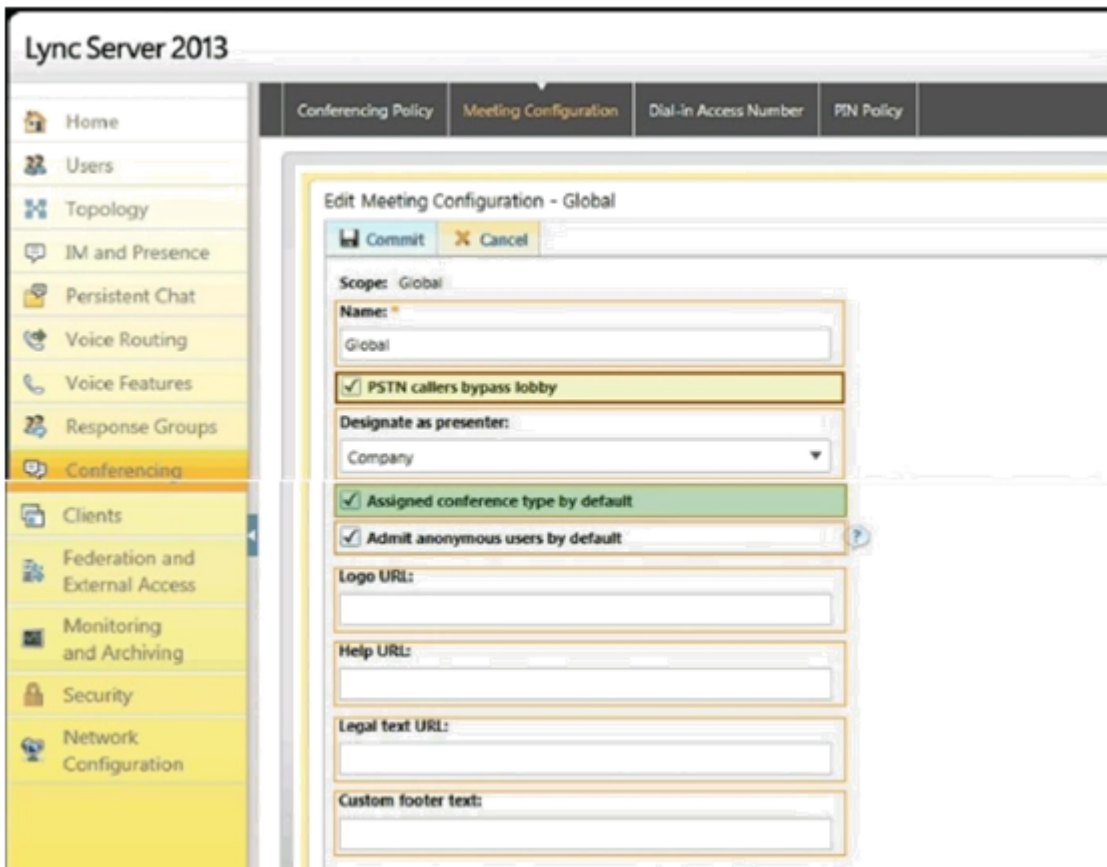 Lync Server 2013
Home
Users
Topology
IM and Presence
Persistent Chat
Voice Routing
Voice Features
Response Groups
Conferencing
Clients
Federation and
External Access
Monitoring
and Archiving
Security
Network
Configuration
Conferencing Policy
Meeting Configuration
Dial-in Access Number
PIN Policy
Edit Meeting Configuration - Global
Commit
Cancel
Scope: Global
Name: *
Global
PSTN callers bypass lobby
Designate as presenter:
Company
Assigned conference type by default
Admit anonymous users by default
?
Logo URL:
Help URL:
Legal text URL:
Custom footer text: